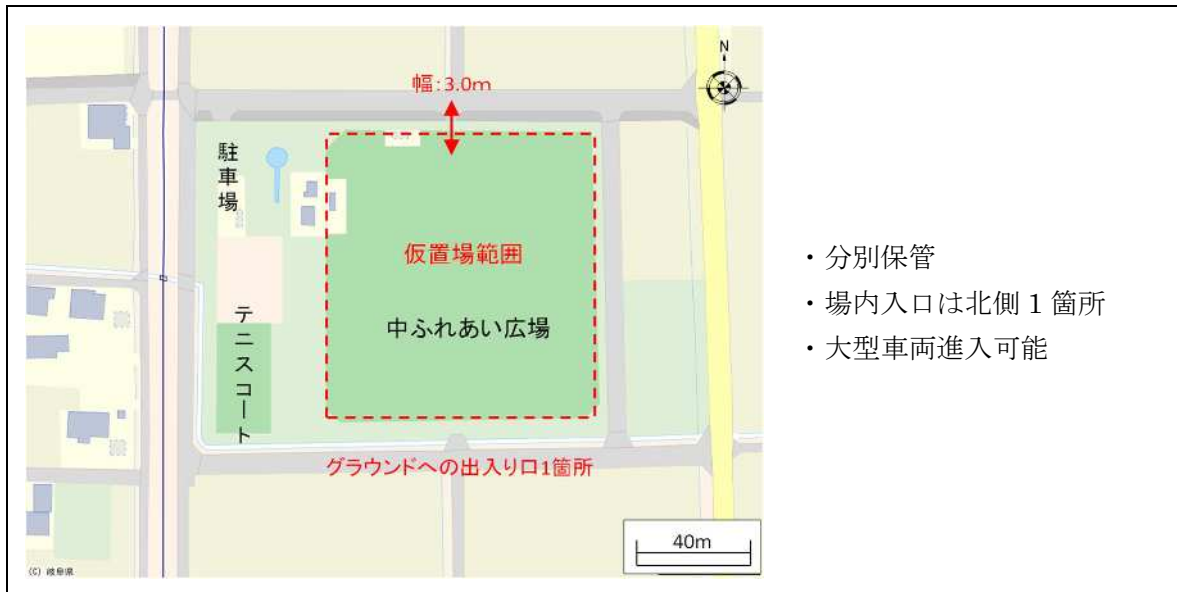 幅:3.0m
N
駐車場
仮置場範囲
中ふれあい広場
テニスコート
グラウンドへの出入り口1箇所
40m
(C) 岐阜県
・分別保管
・場内入口は北側 1 箇所
・大型車両進入可能